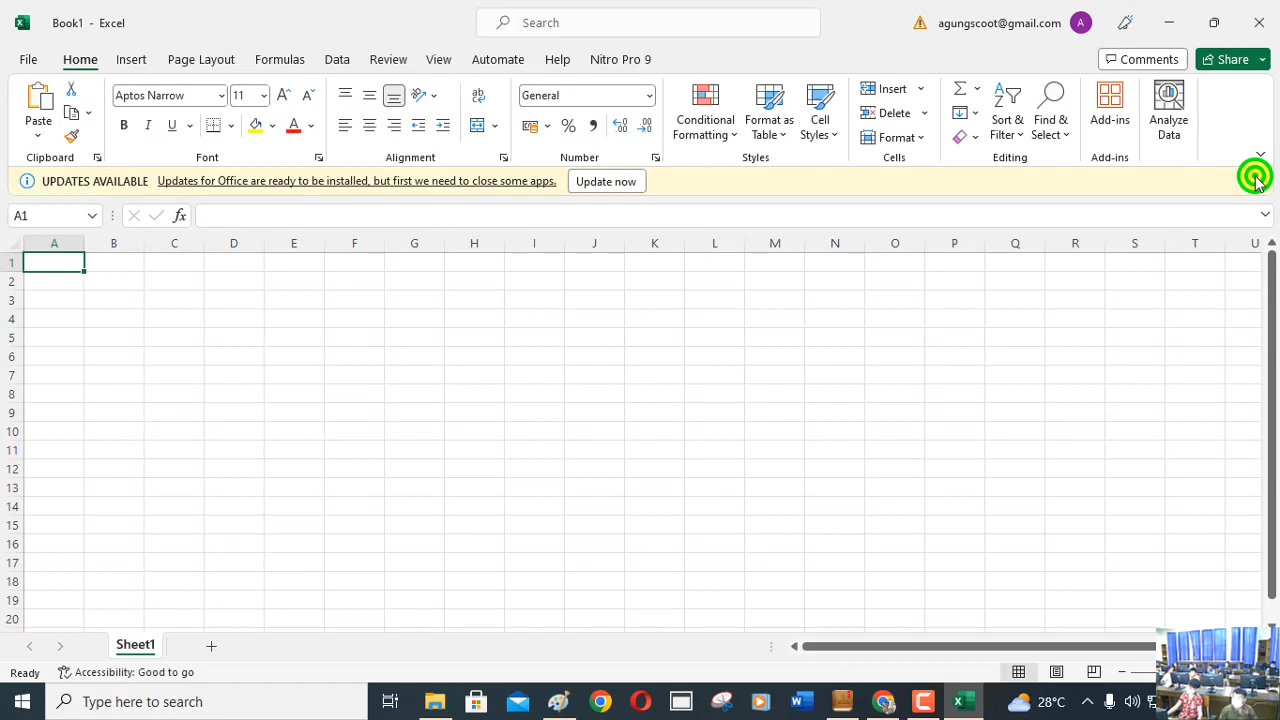 Book1 - Excel
Search
agungscoot@gmail.com
A
File Home Insert Page Layout Formulas Data Review View Automate Help Nitro Pro 9
Comments
Share
Paste
Clipboard
Aptos Narrow 11
B I U
Font
Alignment
General
Number
Conditional Formatting
Format as Table
Cell Styles
Styles
Insert
Delete
Format
Cells
Sort & Filter
Find & Select
Editing
Add-ins
Add-ins
Analyze Data
UPDATES AVAILABLE Updates for Office are ready to be installed, but first we need to close some apps. Update now
A1 fx
A B C D E F G H I J K L M N O P Q R S T U
1
2
3
4
5
6
7
8
9
10
11
12
13
14
15
16
17
18
19
20
Sheet1
Ready Accessibility: Good to go
Type here to search
28°C